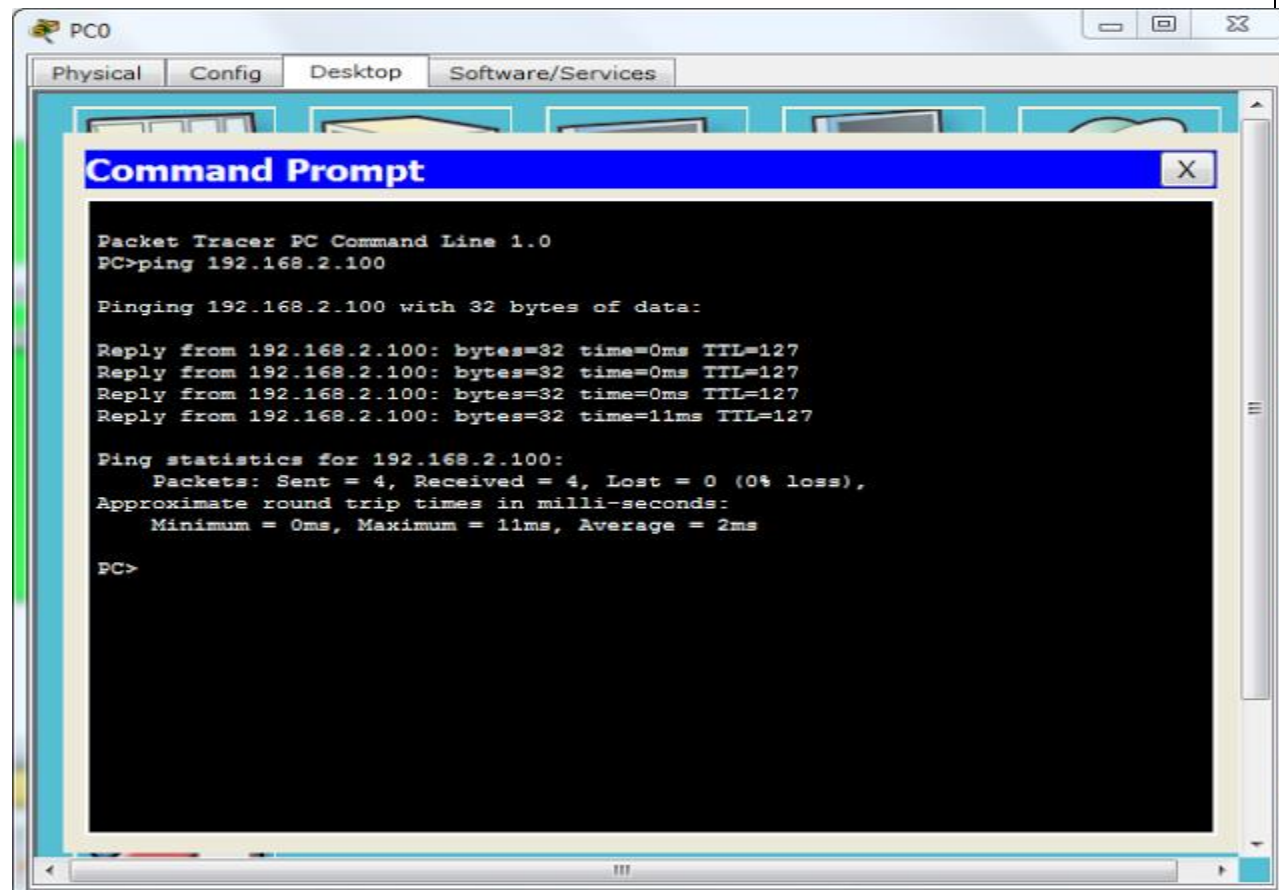 PC0
Physical Config Desktop Software/Services
Command Prompt
X
Packet Tracer PC Command Line 1.0
PC>ping 192.168.2.100
Pinging 192.168.2.100 with 32 bytes of data:
Reply from 192.168.2.100: bytes=32 time=0ms TTL=127
Reply from 192.168.2.100: bytes=32 time=0ms TTL=127
Reply from 192.168.2.100: bytes=32 time=0ms TTL=127
Reply from 192.168.2.100: bytes=32 time=11ms TTL=127
Ping statistics for 192.168.2.100:
Packets: Sent = 4, Received = 4, Lost = 0 (0% loss),
Approximate round trip times in milli-seconds:
Minimum = 0ms, Maximum = 11ms, Average = 2ms
PC>